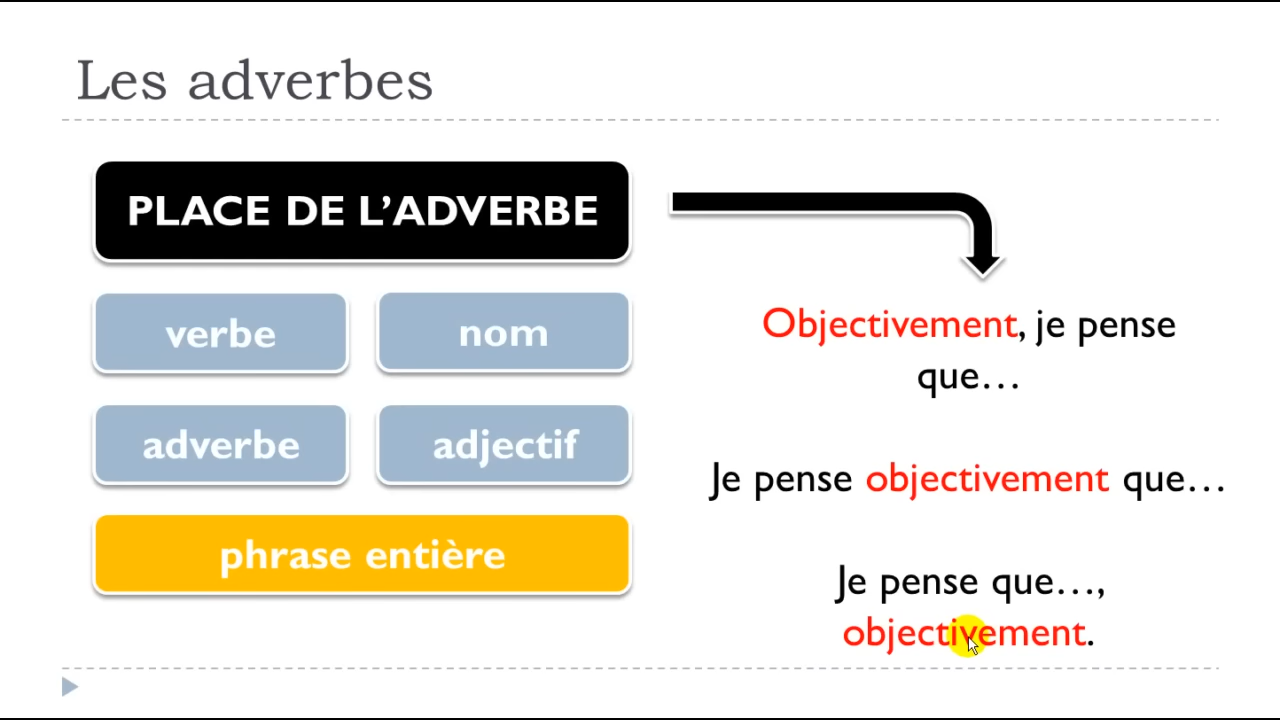 Les adverbes
PLACE DE L’ADVERBE
verbe
nom
adverbe
adjectif
phrase entière
Objectivement, je pense
que…
Je pense objectivement que…
Je pense que…,
objectivement.